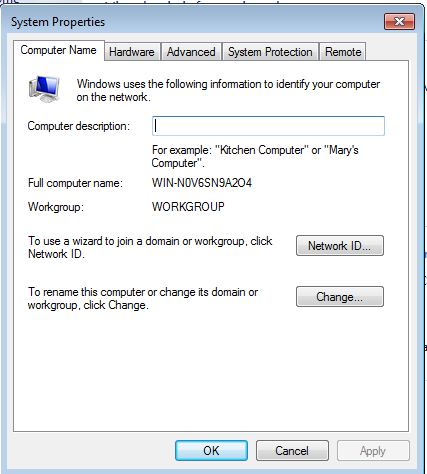 System Properties
Computer Name Hardware Advanced System Protection Remote
Windows uses the following information to identify your computer
on the network.
Computer description:
For example: "Kitchen Computer" or "Mary's
Computer".
Full computer name: WIN-N0V6SN9A2O4
Workgroup: WORKGROUP
To use a wizard to join a domain or workgroup, click
Network ID.
Network ID...
To rename this computer or change its domain or
workgroup, click Change.
Change...
OK Cancel Apply